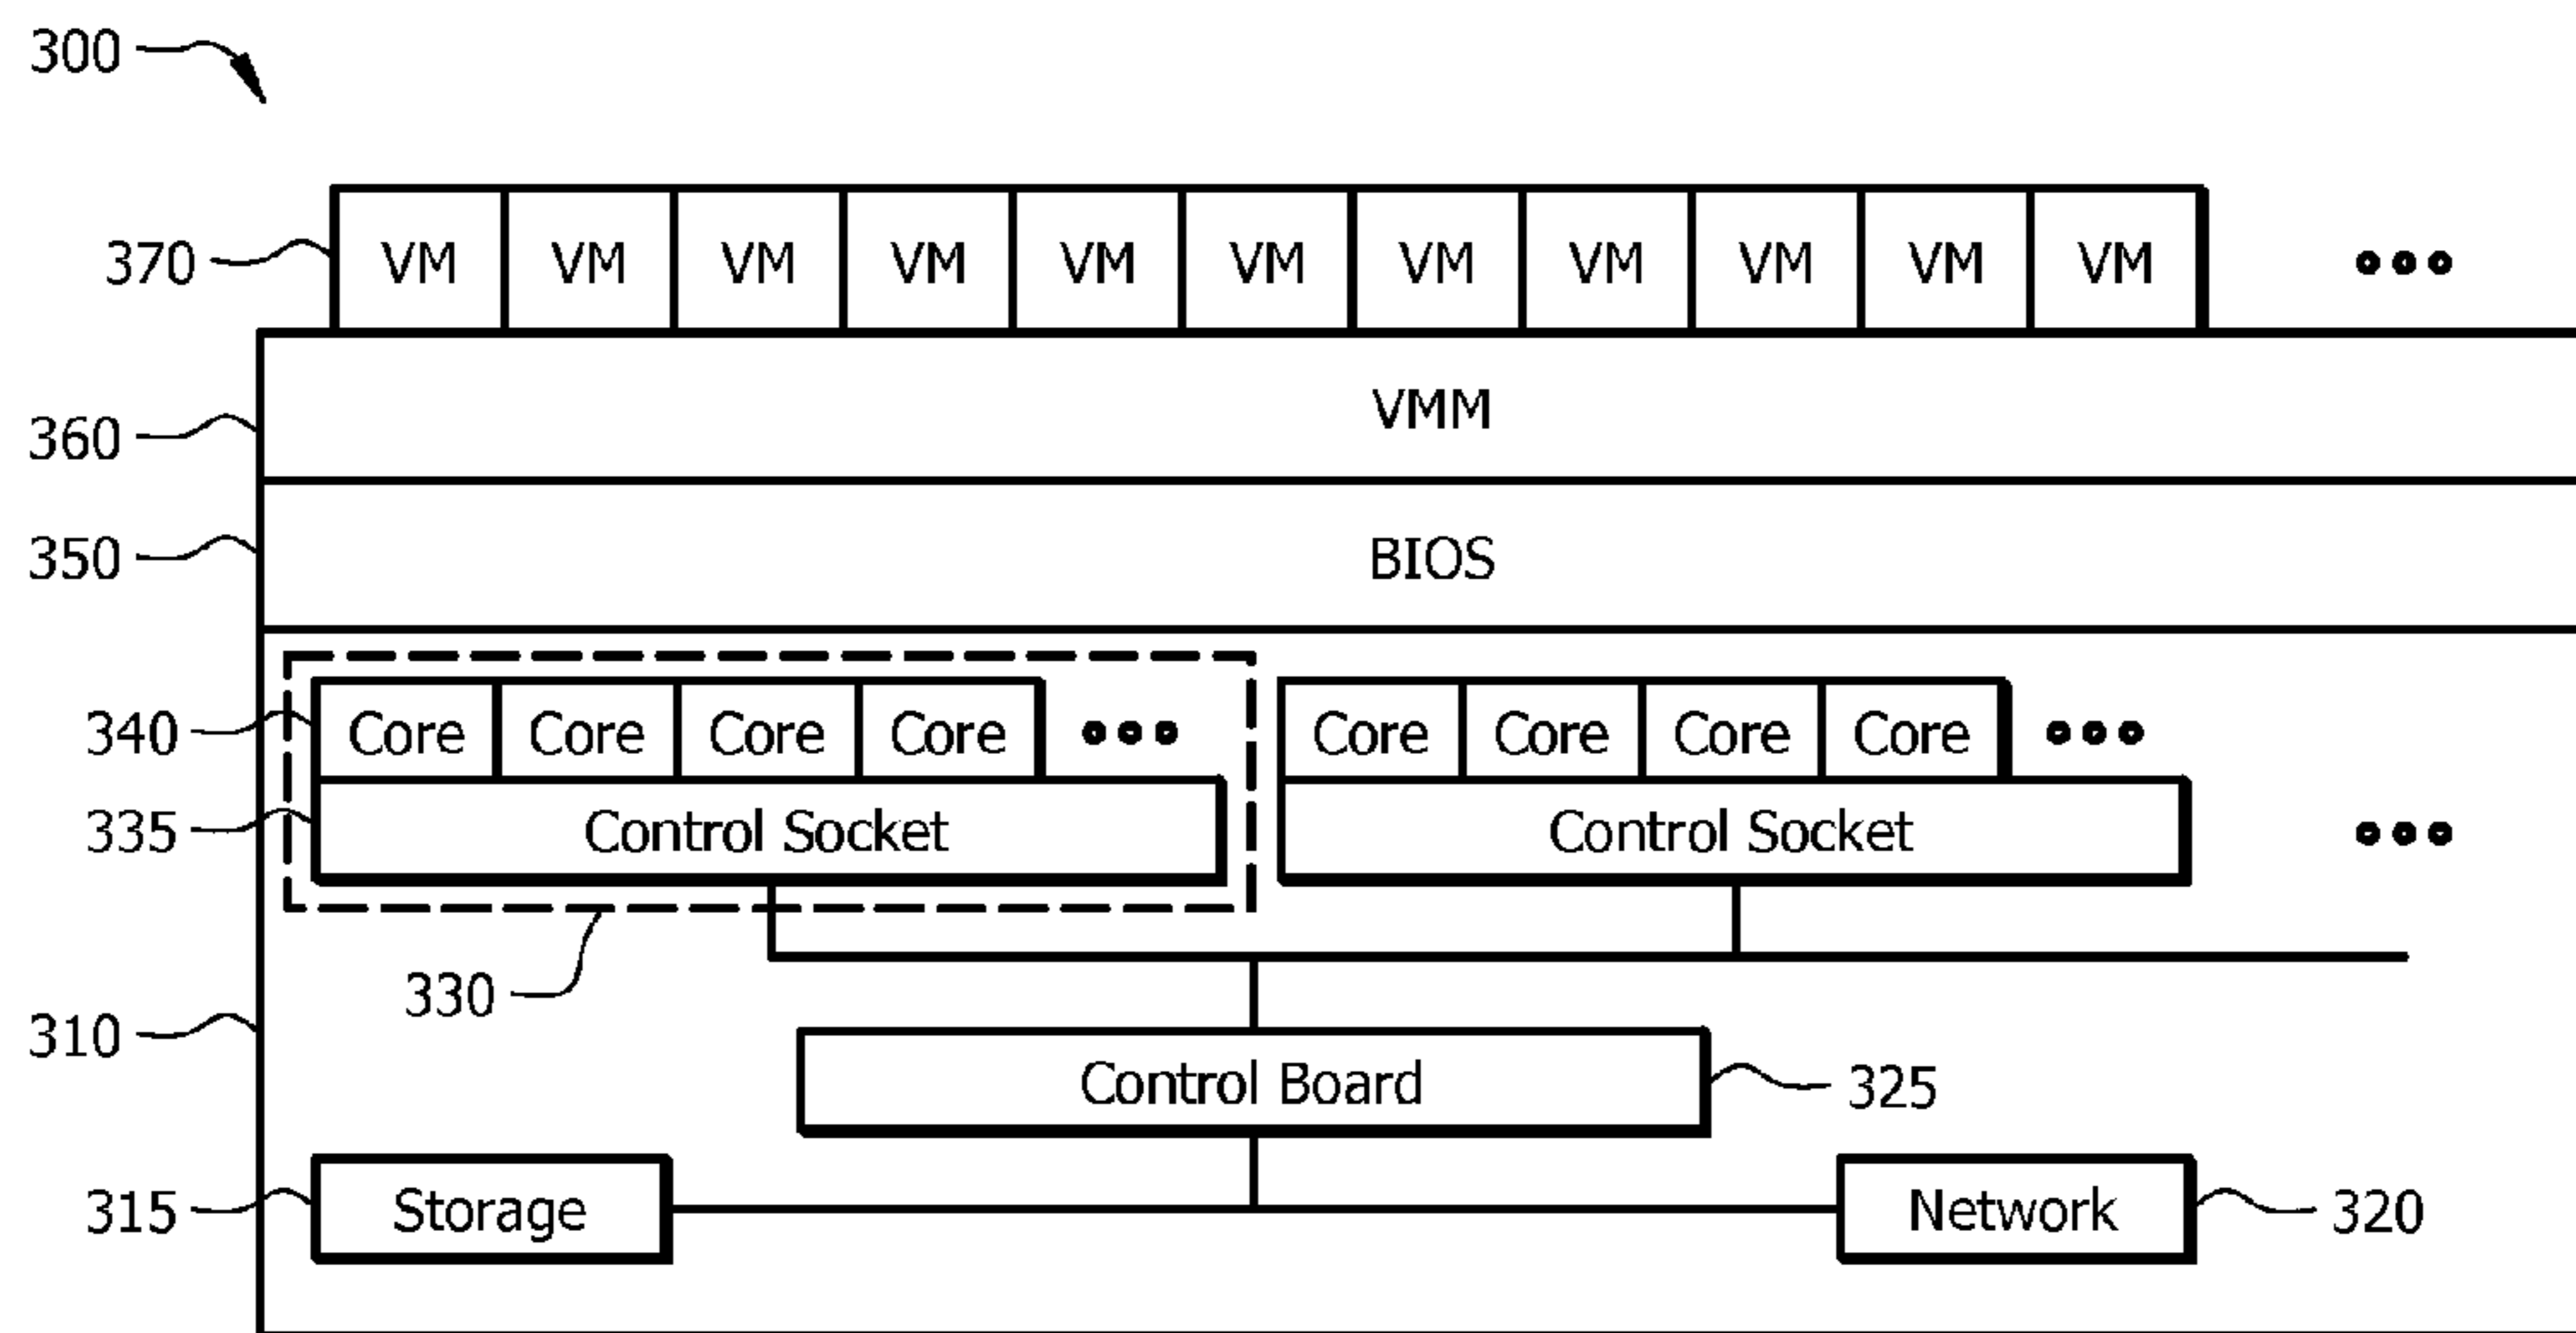 300
370 VM VM VM VM VM VM VM VM VM VM VM
VMM
360
350 BIOS
340 Core Core Core Core Core Core Core Core
335 Control Socket Control Socket
330
310
Control Board 325
315 Storage Network 320